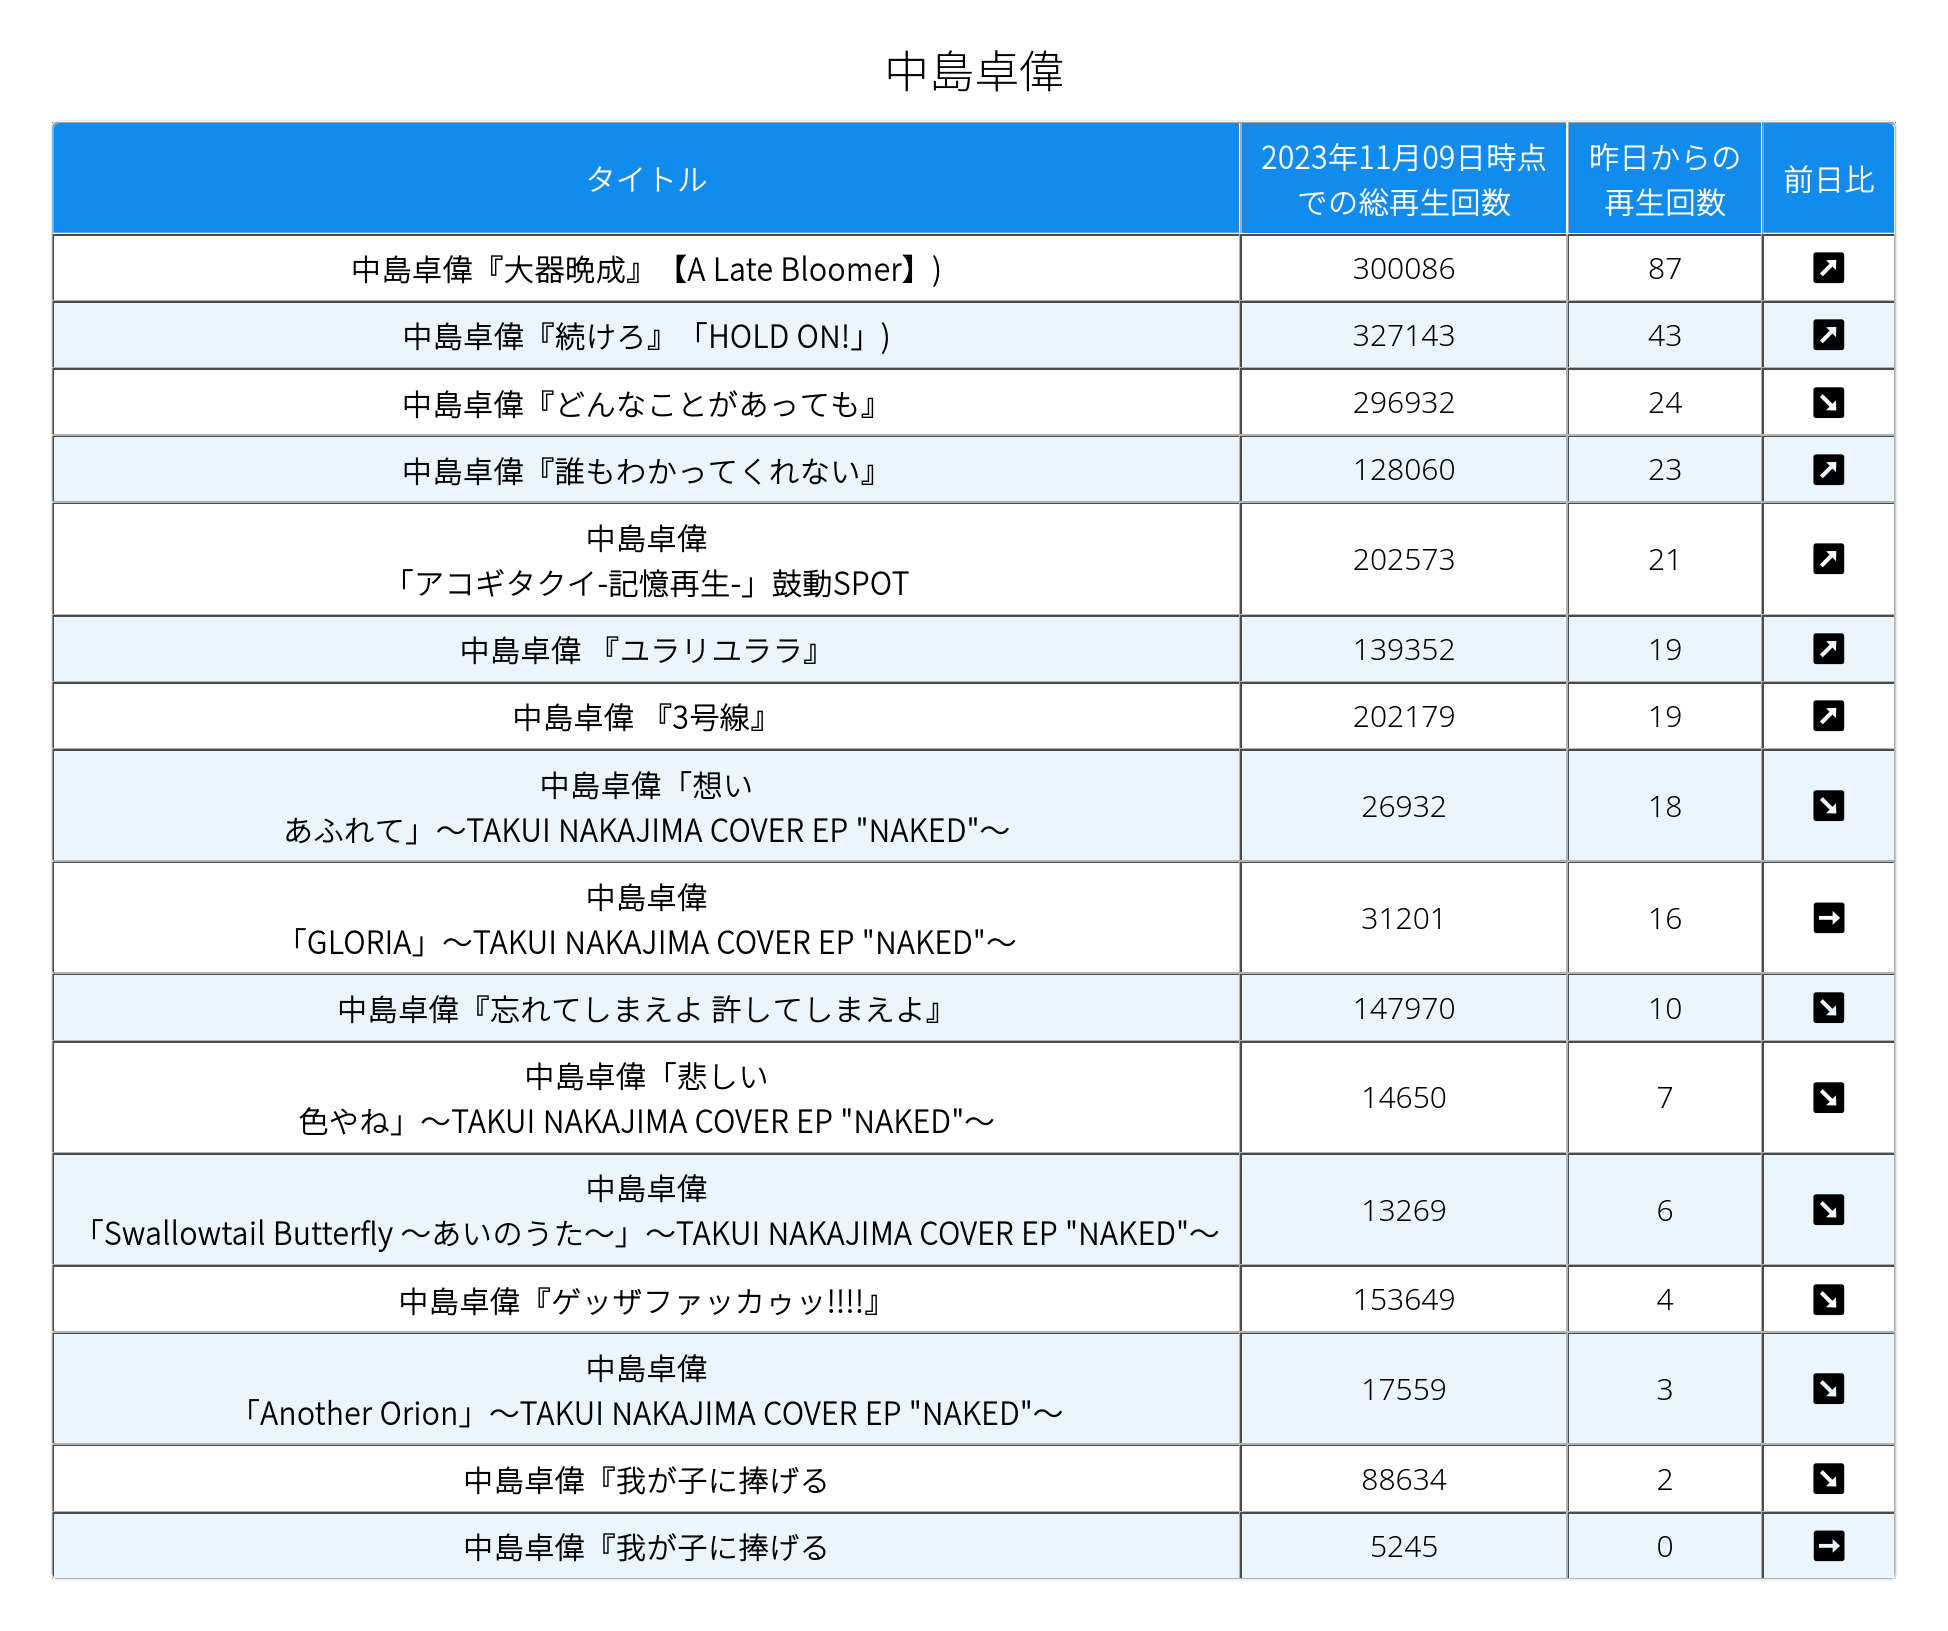 中島卓偉
タイトル
2023年11月09日時点
での総再生回数
昨日からの
再生回数
前日比
中島卓偉『大器晩成』【A Late Bloomer】)
300086
87
中島卓偉『続けろ』「HOLD ON!」)
327143
43
中島卓偉『どんなことがあっても』
296932
24
中島卓偉『誰もわかってくれない』
128060
23
中島卓偉
「アコギタクイ-記憶再生-」鼓動SPOT
202573
21
中島卓偉 『ユラリユララ』
139352
19
中島卓偉 『3号線』
202179
19
中島卓偉「想い
あふれて」〜TAKUI NAKAJIMA COVER EP "NAKED"〜
26932
18
中島卓偉
「GLORIA」〜TAKUI NAKAJIMA COVER EP "NAKED"〜
31201
16
中島卓偉『忘れてしまえよ 許してしまえよ』
147970
10
中島卓偉「悲しい
色やね」〜TAKUI NAKAJIMA COVER EP "NAKED"〜
14650
7
中島卓偉
「Swallowtail Butterfly 〜あいのうた〜」〜TAKUI NAKAJIMA COVER EP "NAKED"〜
13269
6
中島卓偉『ゲッザファッカゥッ!!!!』
153649
4
中島卓偉
「Another Orion」〜TAKUI NAKAJIMA COVER EP "NAKED"〜
17559
3
中島卓偉『我が子に捧げる
88634
2
中島卓偉『我が子に捧げる
5245
0